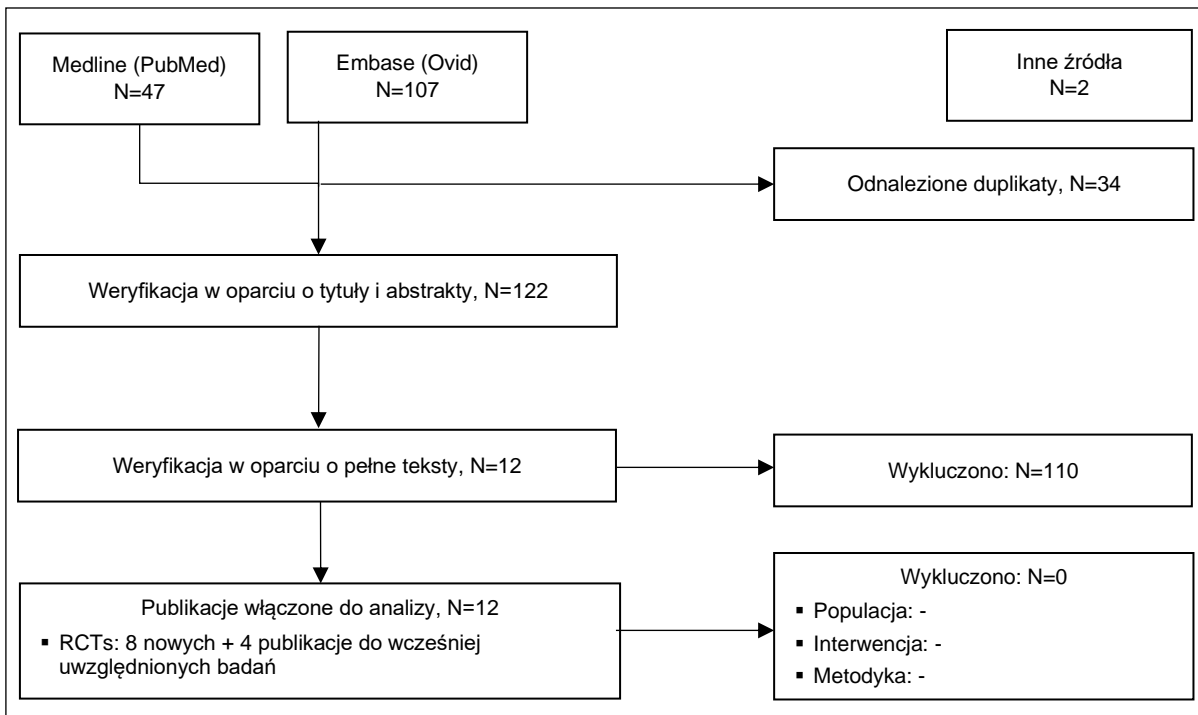 Medline (PubMed)
N=47
Embase (Ovid)
N=107
Inne źródła
N=2
Odnalezione duplikaty, N=34
Weryfikacja w oparciu o tytuły i abstrakty, N=122
Weryfikacja w oparciu o pełne teksty, N=12
Wykluczono: N=110
Publikacje włączone do analizy, N=12
▪ RCTs: 8 nowych + 4 publikacje do wcześniej
uwzględnionych badań
Wykluczono: N=0
▪ Populacja: -
▪ Interwencja: -
▪ Metodyka: -